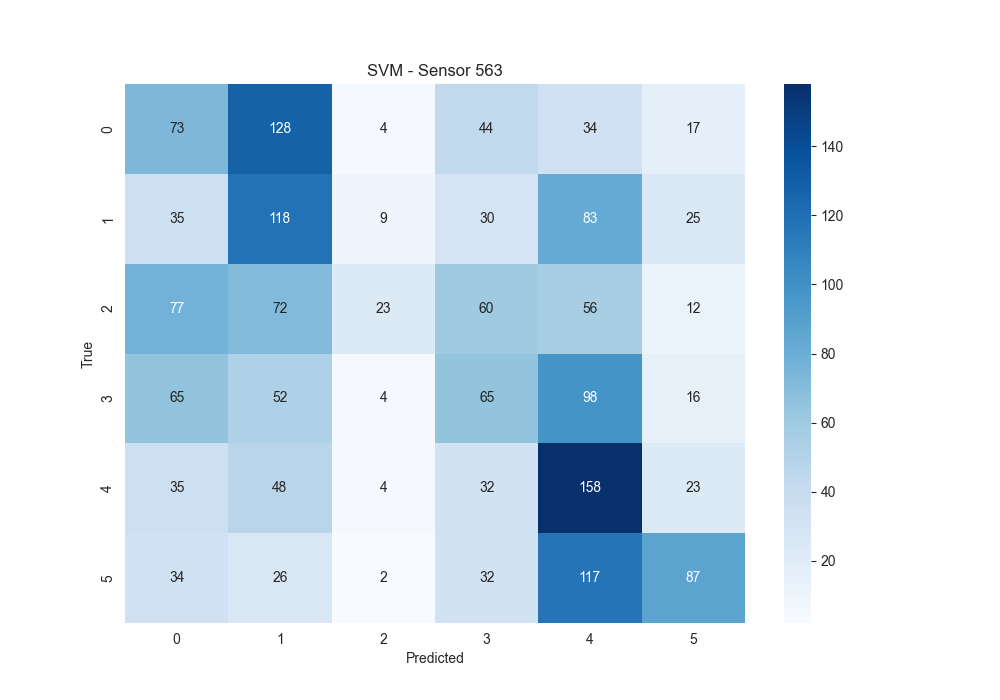 SVM - Sensor 563
0 73 128 4 44 34 17
1 35 118 9 30 83 25
2 77 72 23 60 56 12
3 65 52 4 65 98 16
4 35 48 4 32 158 23
5 34 26 2 32 117 87
0 1 2 3 4 5
Predicted
True
140
120
100
80
60
40
20